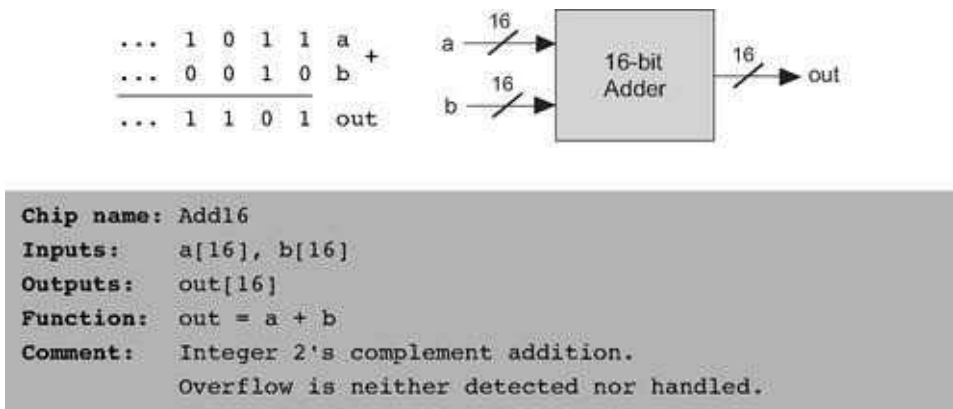 ... 1 0 1 1 a
+
... 0 0 1 0 b
... 1 1 0 1 out
a
16
b
16
16-bit
Adder
16
out
Chip name: Add16
Inputs: a[16], b[16]
Outputs: out[16]
Function: out = a + b
Comment: Integer 2's complement addition.
Overflow is neither detected nor handled.